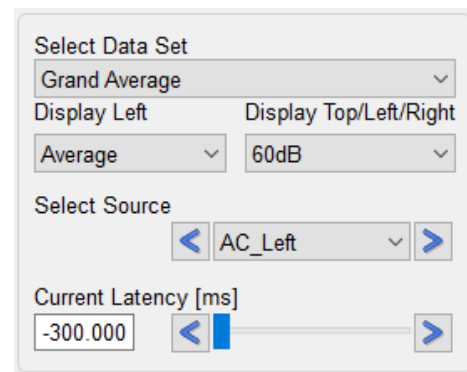 Select Data Set
Grand Average
Display Left Display Top/Left/Right
Average 60dB
Select Source
AC_Left
Current Latency [ms]
-300.000